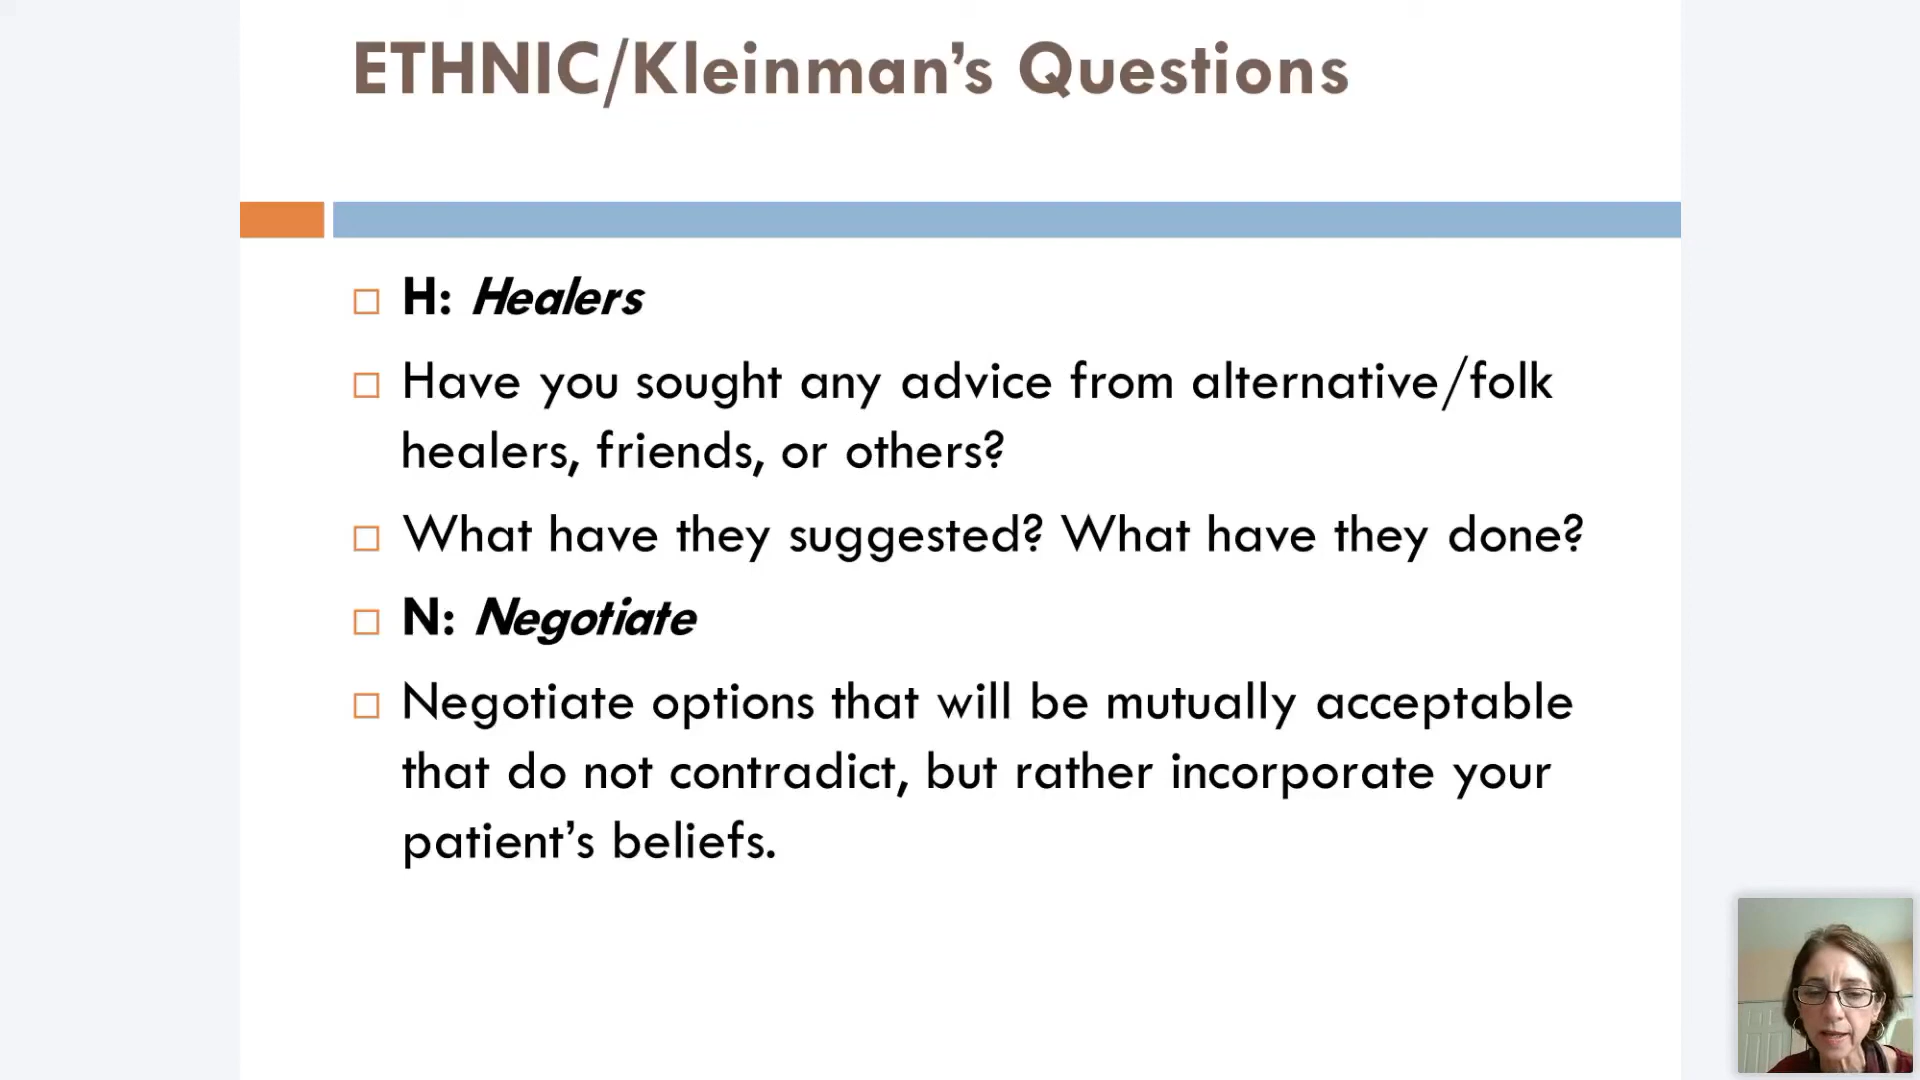 ETHNIC/Kleinman's Questions
H: Healers
Have you sought any advice from alternative/folk
healers, friends, or others?
What have they suggested? What have they done?
N: Negotiate
Negotiate options that will be mutually acceptable
that do not contradict, but rather incorporate your
patient's beliefs.